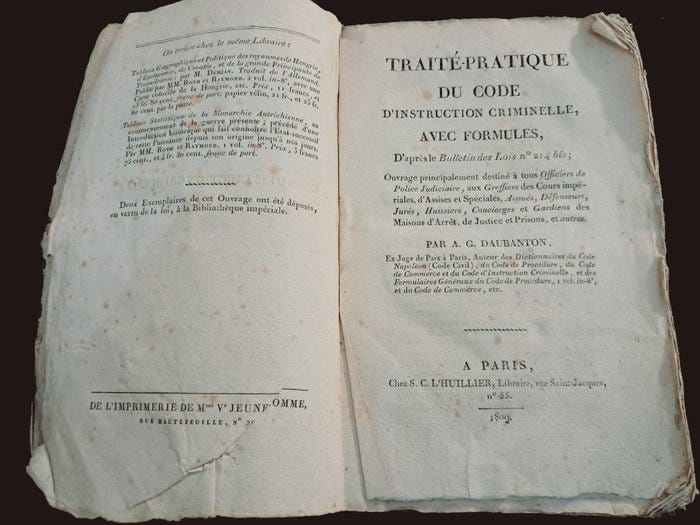 On trouve chez le même Libraire :
Tableau Géographique et Politique des royaumes de Hongrie,
d'Esclavonie, de Croatie, et de la grande Principauté de
Transilvanie; par M. DEMIAN. Traduit de l'Allemand.
Publié par MM. ROTH et RAYMOND. 2 vol. in-8°, avec une
Carte coloriée de la Hongrie, etc. Prix, 11 francs, et
15 fr. 80 cent. franc de port; papier vélin, 21 fr., et 25 fr.
80 cent. par la poste.
Tableau Statistique de la Monarchie Autrichienne, au
commencement de la guerre présente; précédé d'une
Introduction historique qui fait connoître l'État successif
de cette Puissance depuis son origine jusqu'à nos jours.
Par MM. ROTH et RAYMOND. 1 vol. in-8°. Prix, 3 francs
75 cent., et 4 fr. 50 cent. franc de port.
Deux Exemplaires de cet Ouvrage ont été déposés,
en vertu de la loi, à la Bibliothèque impériale.
DE L'IMPRIMERIE DE Mme Ve JEUNEHOMME,
RUE HAUTEFEUILLE, N° 20
TRAITÉ-PRATIQUE
DU CODE
D'INSTRUCTION CRIMINELLE,
AVEC FORMULES,
D'après le Bulletin des Lois n° 214 bis;
Ouvrage principalement destiné à tous Officiers de
Police Judiciaire, aux Greffiers des Cours impé-
riales, d'Assises et Spéciales, Avoués, Défenseurs,
Jurés, Huissiers, Concierges et Gardiens des
Maisons d'Arrêt, de Justice et Prisons, et autres.
PAR A. G. DAUBANTON,
Ex-Juge de Paix à Paris, Auteur des Dictionnaires du Code
Napoléon (Code Civil), du Code de Procédure, du Code
de Commerce et du Code d'Instruction Criminelle, et des
Formulaires Généraux du Code de Procédure, 1 vol. in-8°,
et du Code de Commerce, etc.
A PARIS,
Chez S. C. L'HUILLIER, Libraire, rue Saint-Jacques,
n° 55.
1809.